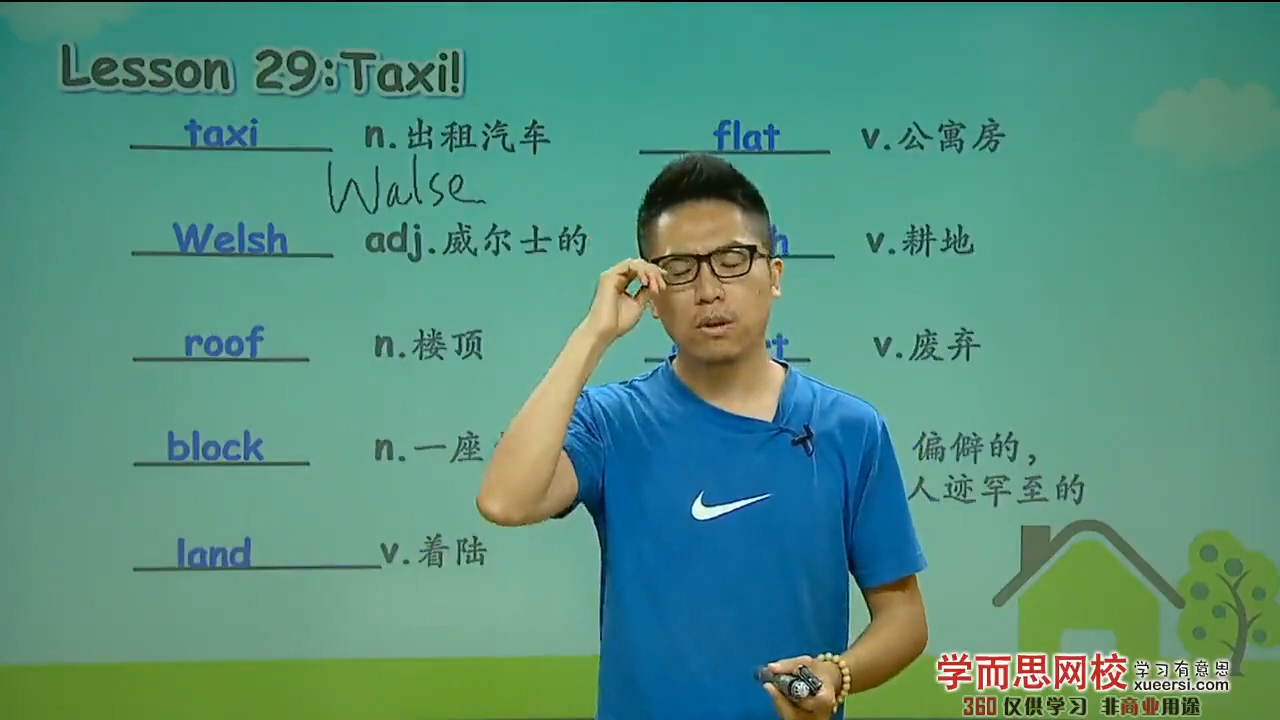 Lesson 29:Taxi!
taxi n.出租汽车 flat v.公寓房
Walse
Welsh adj.威尔士的 v.耕地
roof n.楼顶 v.废弃
block n.一座 偏僻的,
人迹罕至的
land v.着陆
学而思网校 学习有意思
xueersi.com
360 仅供学习 非商业用途